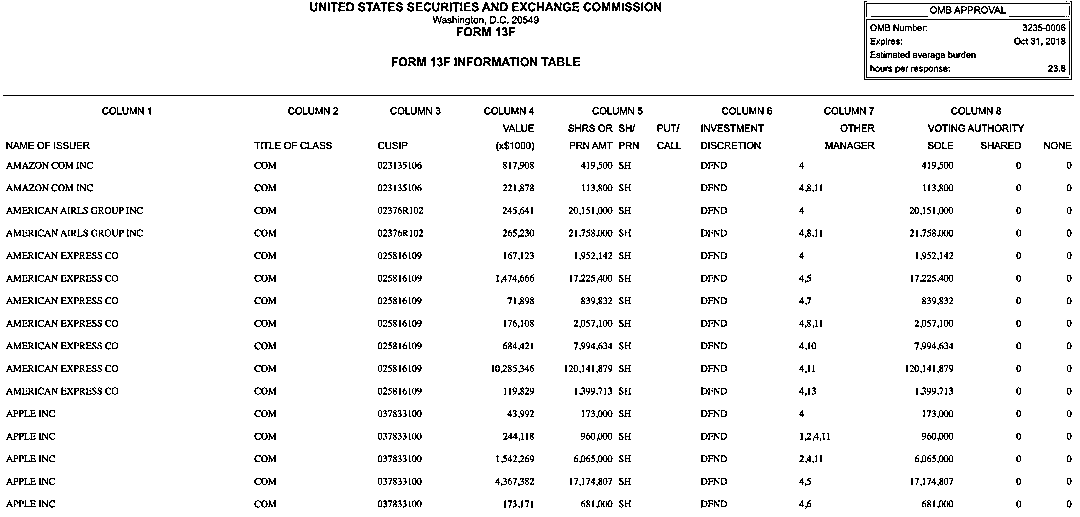 UNITED STATES SECURITIES AND EXCHANGE COMMISSION
Washington, D.C. 20549
FORM 13F
FORM 13F INFORMATION TABLE
OMB APPROVAL
OMB Number: 3235-0006
Expires: Oct 31, 2018
Estimated average burden
hours per response: 23.8
COLUMN 1 COLUMN 2 COLUMN 3 COLUMN 4 COLUMN 5 COLUMN 6 COLUMN 7 COLUMN 8
VALUE SHRS OR SH/ PUT/ INVESTMENT OTHER VOTING AUTHORITY
NAME OF ISSUER TITLE OF CLASS CUSIP (x$1000) PRN AMT PRN CALL DISCRETION MANAGER SOLE SHARED NONE
AMAZON COM INC COM 023135106 817,908 419,500 SH DFND 4 419,500 0 0
AMAZON COM INC COM 023135106 221,878 113,800 SH DFND 4,8,11 113,800 0 0
AMERICAN AIRLS GROUP INC COM 02376R102 245,641 20,151,000 SH DFND 4 20,151,000 0 0
AMERICAN AIRLS GROUP INC COM 02376R102 265,230 21,758,000 SH DFND 4,8,11 21,758,000 0 0
AMERICAN EXPRESS CO COM 025816109 167,123 1,952,142 SH DFND 4 1,952,142 0 0
AMERICAN EXPRESS CO COM 025816109 1,474,666 17,225,400 SH DFND 4,5 17,225,400 0 0
AMERICAN EXPRESS CO COM 025816109 71,898 839,832 SH DFND 4,7 839,832 0 0
AMERICAN EXPRESS CO COM 025816109 176,108 2,057,100 SH DFND 4,8,11 2,057,100 0 0
AMERICAN EXPRESS CO COM 025816109 684,421 7,994,634 SH DFND 4,10 7,994,634 0 0
AMERICAN EXPRESS CO COM 025816109 10,285,346 120,141,879 SH DFND 4,11 120,141,879 0 0
AMERICAN EXPRESS CO COM 025816109 119,829 1,399,713 SH DFND 4,13 1,399,713 0 0
APPLE INC COM 037833100 43,992 173,000 SH DFND 4 173,000 0 0
APPLE INC COM 037833100 244,118 960,000 SH DFND 1,2,4,11 960,000 0 0
APPLE INC COM 037833100 1,542,269 6,065,000 SH DFND 2,4,11 6,065,000 0 0
APPLE INC COM 037833100 4,367,382 17,174,807 SH DFND 4,5 17,174,807 0 0
APPLE INC COM 037833100 173,171 681,000 SH DFND 4,6 681,000 0 0